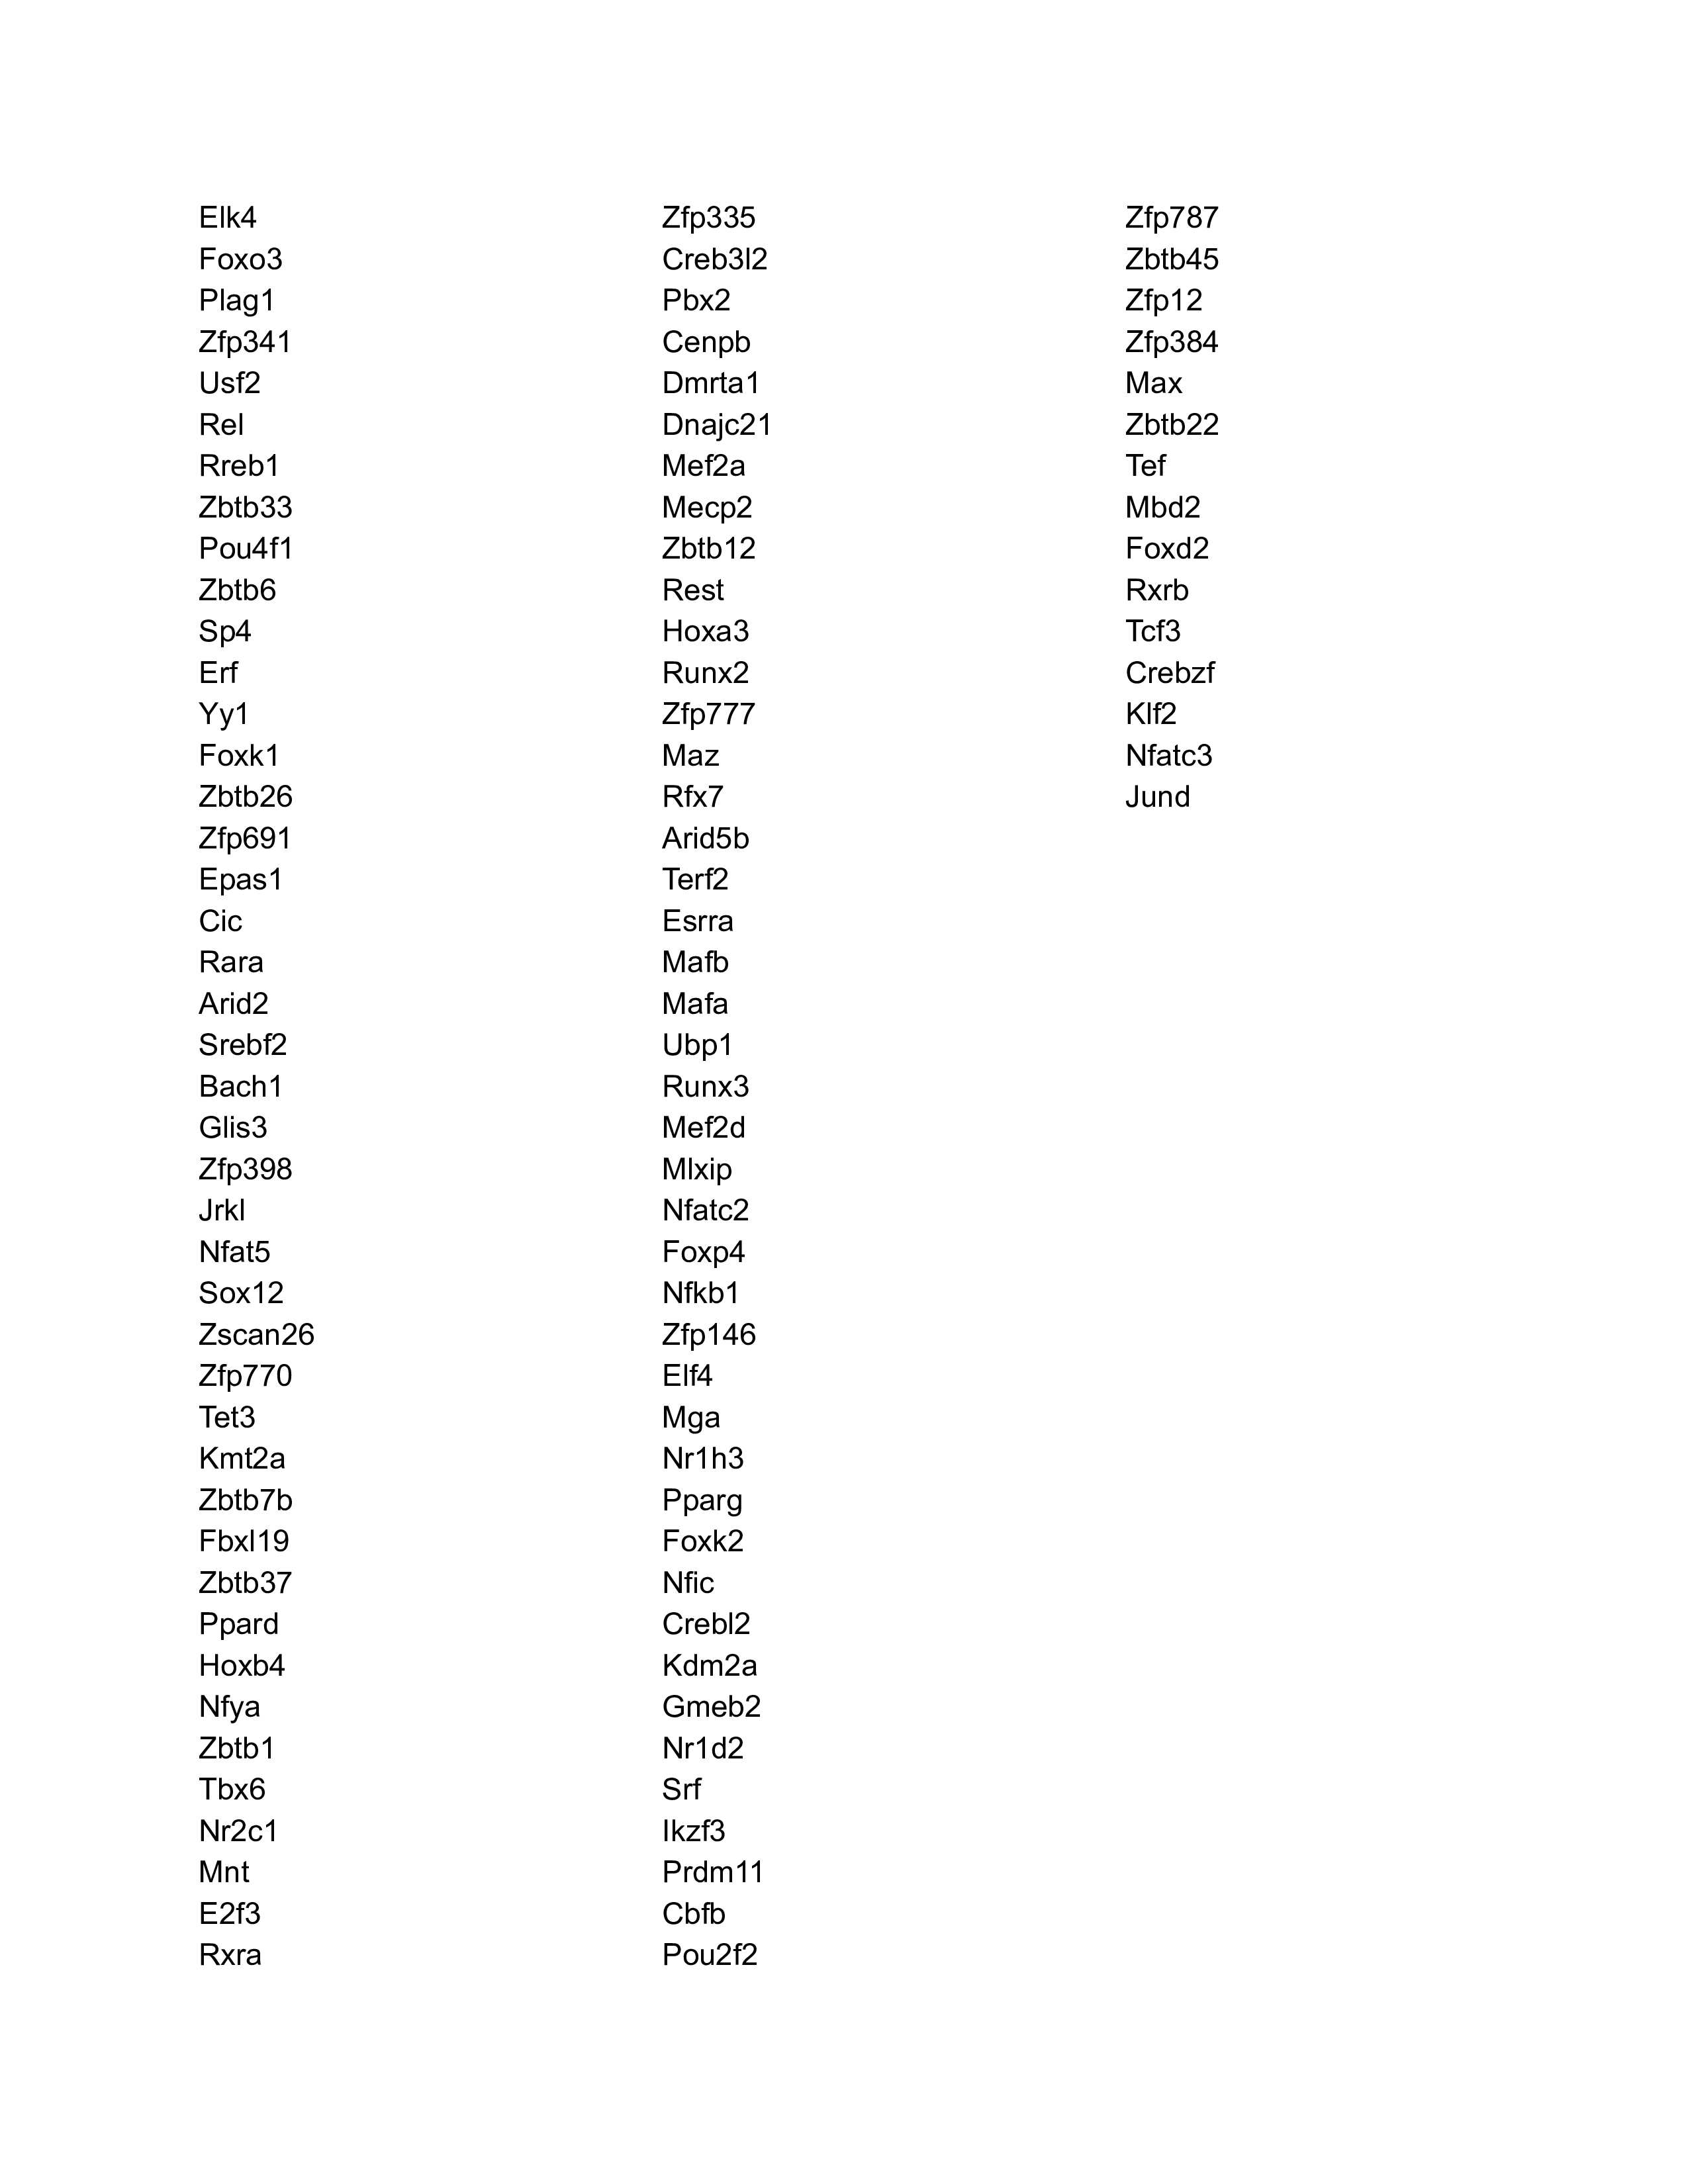 Elk4
Foxo3
Plag1
Zfp341
Usf2
Rel
Rreb1
Zbtb33
Pou4f1
Zbtb6
Sp4
Erf
Yy1
Foxk1
Zbtb26
Zfp691
Epas1
Cic
Rara
Arid2
Srebf2
Bach1
Glis3
Zfp398
Jrkl
Nfat5
Sox12
Zscan26
Zfp770
Tet3
Kmt2a
Zbtb7b
Fbxl19
Zbtb37
Ppard
Hoxb4
Nfya
Zbtb1
Tbx6
Nr2c1
Mnt
E2f3
Rxra
Zfp335
Creb3l2
Pbx2
Cenpb
Dmrta1
Dnajc21
Mef2a
Mecp2
Zbtb12
Rest
Hoxa3
Runx2
Zfp777
Maz
Rfx7
Arid5b
Terf2
Esrra
Mafb
Mafa
Ubp1
Runx3
Mef2d
Mlxip
Nfatc2
Foxp4
Nfkb1
Zfp146
Elf4
Mga
Nr1h3
Pparg
Foxk2
Nfic
Crebl2
Kdm2a
Gmeb2
Nr1d2
Srf
Ikzf3
Prdm11
Cbfb
Pou2f2
Zfp787
Zbtb45
Zfp12
Zfp384
Max
Zbtb22
Tef
Mbd2
Foxd2
Rxrb
Tcf3
Crebzf
Klf2
Nfatc3
Jund